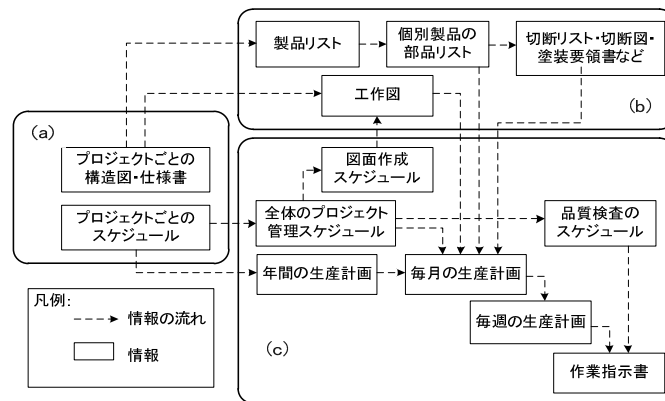 製品リスト
個別製品の
部品リスト
切断リスト・切断図・
塗装要領書など
工作図
(b)
(a)
プロジェクトごとの
構造図・仕様書
図面作成
スケジュール
プロジェクトごとの
スケジュール
全体のプロジェクト
管理スケジュール
品質検査の
スケジュール
年間の生産計画
毎月の生産計画
凡例:
情報の流れ
情報
毎週の生産計画
(c)
作業指示書